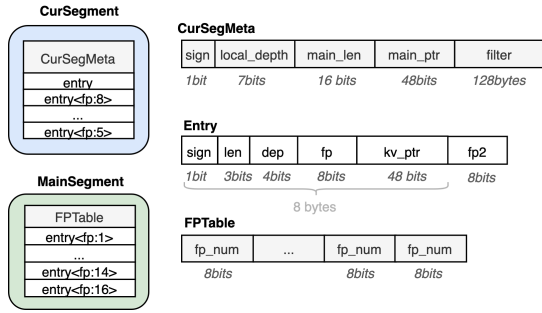 CurSegment
CurSegMeta
entry
entry<fp:8>
...
entry<fp:5>
MainSegment
FPTable
entry<fp:1>
...
entry<fp:14>
entry<fp:16>
CurSegMeta
sign local_depth main_len main_ptr filter
1bit 7bits 16 bits 48bits 128bytes
Entry
sign len dep fp kv_ptr fp2
1bit 3bits 4bits 8bits 48 bits 8bits
8 bytes
FPTable
fp_num ... fp_num fp_num
8bits 8bits 8bits